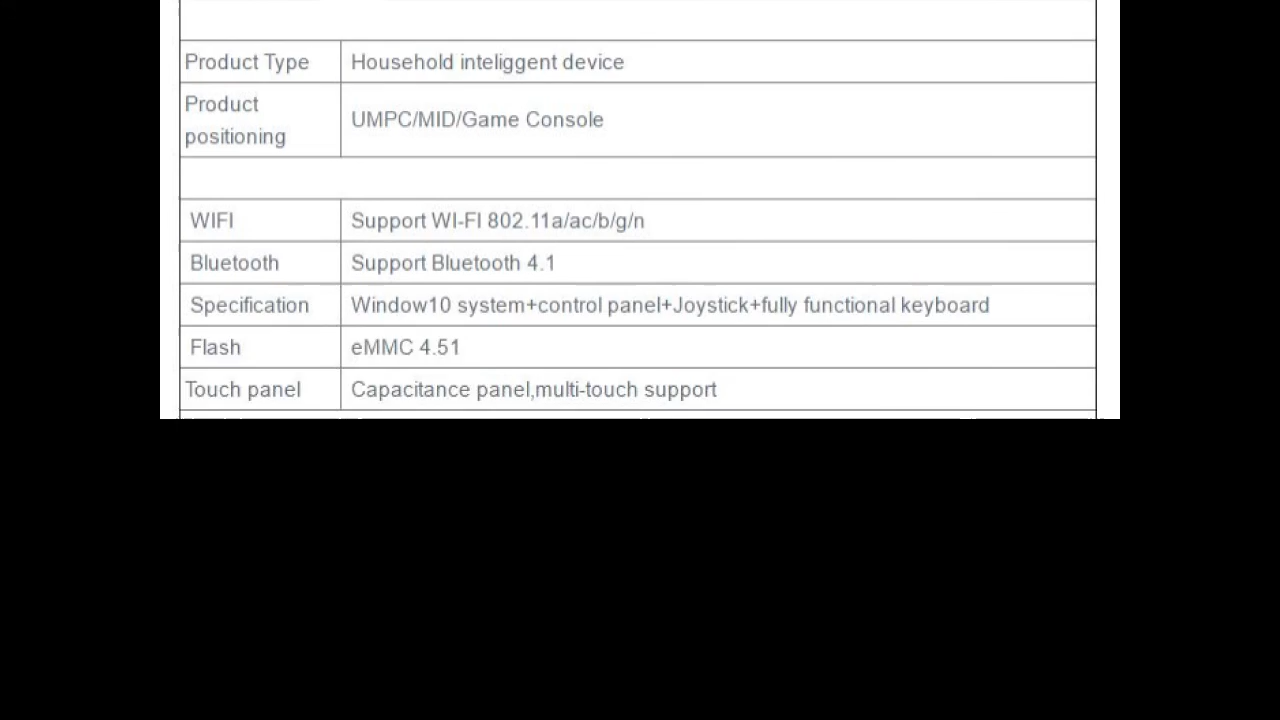 Product Type Household inteliggent device
Product
positioning
UMPC/MID/Game Console
WIFI Support WI-FI 802.11a/ac/b/g/n
Bluetooth Support Bluetooth 4.1
Specification Window10 system+control panel+Joystick+fully functional keyboard
Flash eMMC 4.51
Touch panel Capacitance panel,multi-touch support